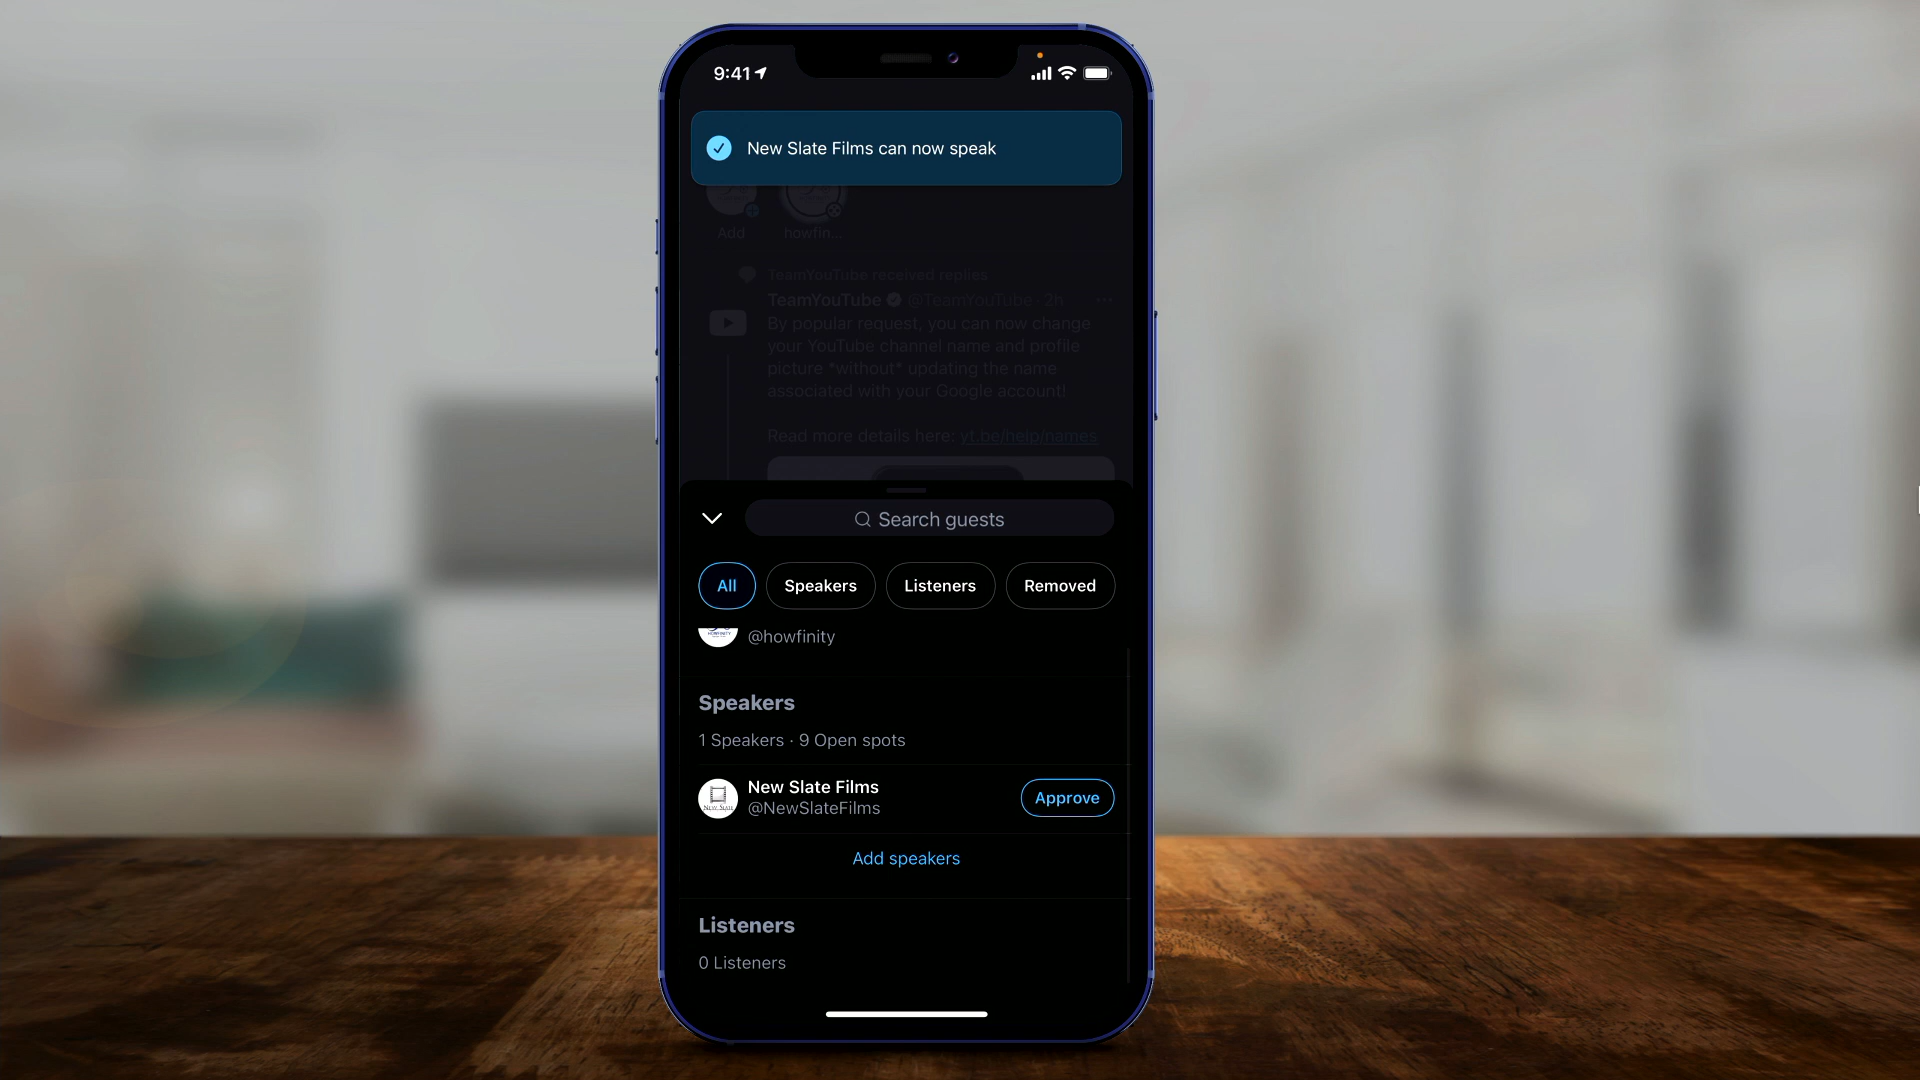 9:41
New Slate Films can now speak
Add
howfin...
TeamYouTube received replies
TeamYouTube @TeamYouTube · 2h
By popular request, you can now change
your YouTube channel name and profile
picture *without* updating the name
associated with your Google account!
Read more details here: yt.be/help/names
Search guests
All
Speakers
Listeners
Removed
@howfinity
Speakers
1 Speakers · 9 Open spots
New Slate Films
@NewSlateFilms
Approve
Add speakers
Listeners
0 Listeners